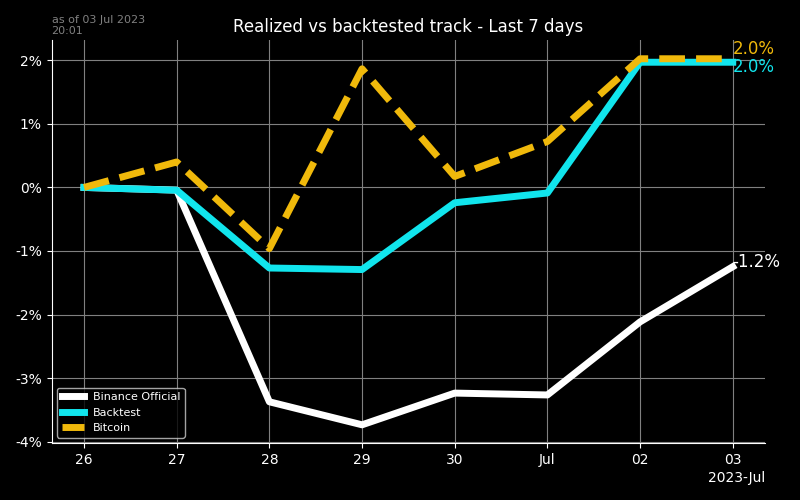 as of 03 Jul 2023
20:01
Realized vs backtested track - Last 7 days
2%
1%
0%
-1%
-2%
-3%
-4%
2.0%
2.0%
-1.2%
Binance Official
Backtest
Bitcoin
26 27 28 29 30 Jul 02 03
2023-Jul